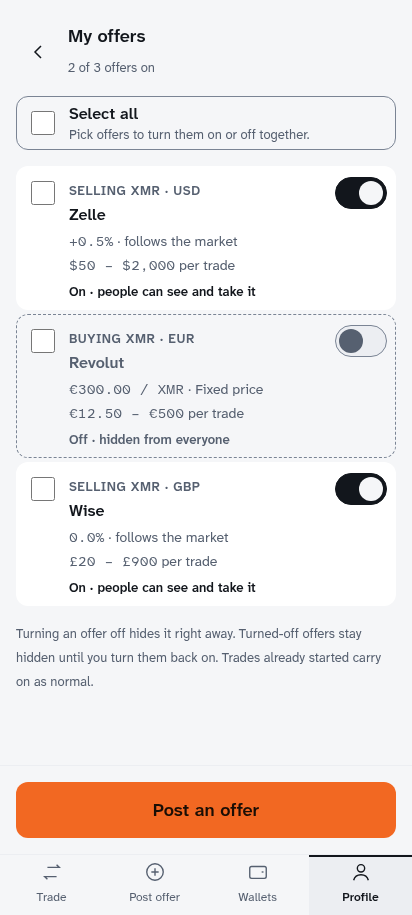 My offers
2 of 3 offers on
Select all
Pick offers to turn them on or off together.
SELLING XMR · USD
Zelle
+0.5% · follows the market
$50 – $2,000 per trade
On · people can see and take it
BUYING XMR · EUR
Revolut
€300.00 / XMR · Fixed price
€12.50 – €500 per trade
Off · hidden from everyone
SELLING XMR · GBP
Wise
0.0% · follows the market
£20 – £900 per trade
On · people can see and take it
Turning an offer off hides it right away. Turned-off offers stay
hidden until you turn them back on. Trades already started carry
on as normal.
Post an offer
Trade
Post offer
Wallets
Profile